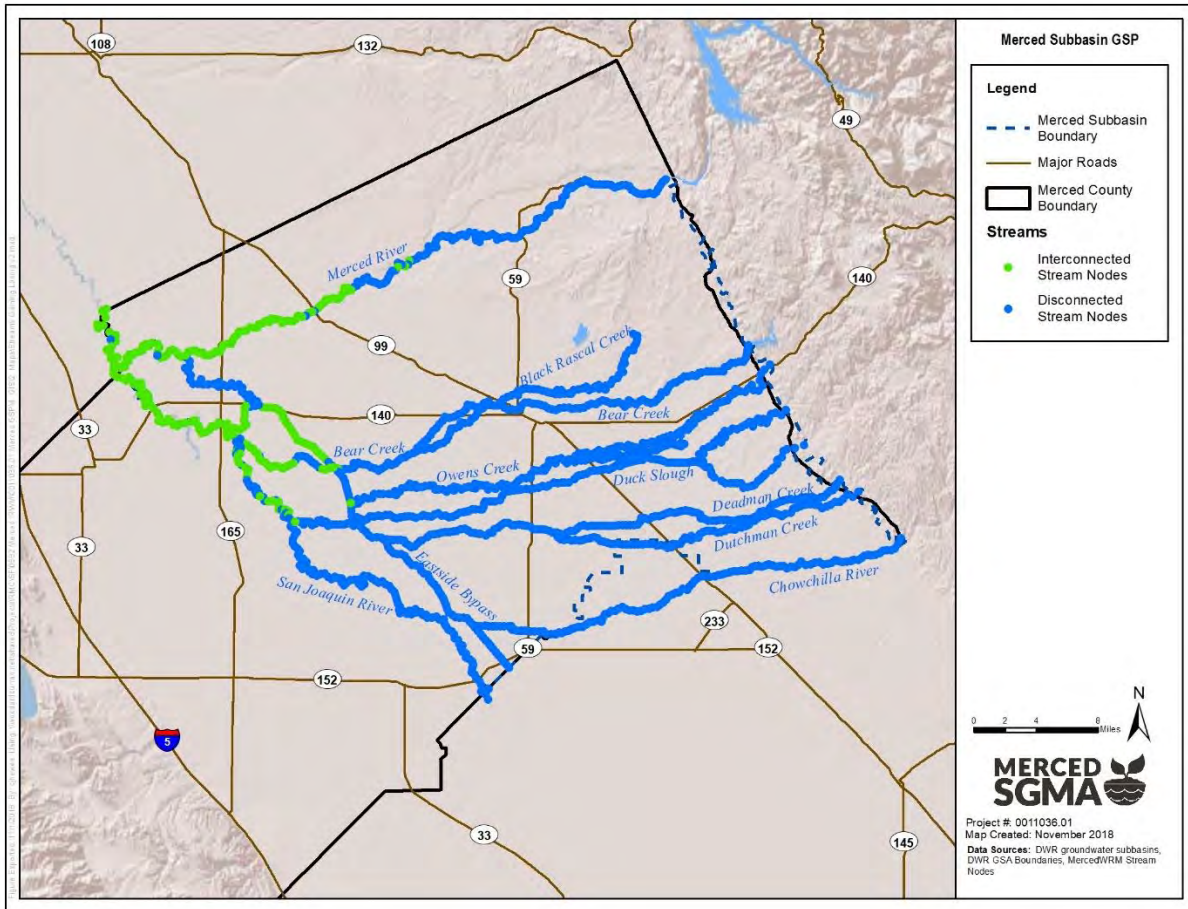 108
132
49
Merced River
59
140
99
Black Rascal Creek
33
140
Bear Creek
Bear Creek
Owens Creek
Duck Slough
Deadman Creek
165
33
Dutchman Creek
Eastside Bypass
San Joaquin River
Chowchilla River
233
59
152
152
5
33
145
Merced Subbasin GSP
Legend
Merced Subbasin
Boundary
Major Roads
Merced County
Boundary
Streams
Interconnected
Stream Nodes
Disconnected
Stream Nodes
N
0 2 4 8
Miles
MERCED
SGMA
Project #: 0011036.01
Map Created: November 2018
Data Sources: DWR groundwater subbasins,
DWR GSA Boundaries, MercedWRM Stream
Nodes